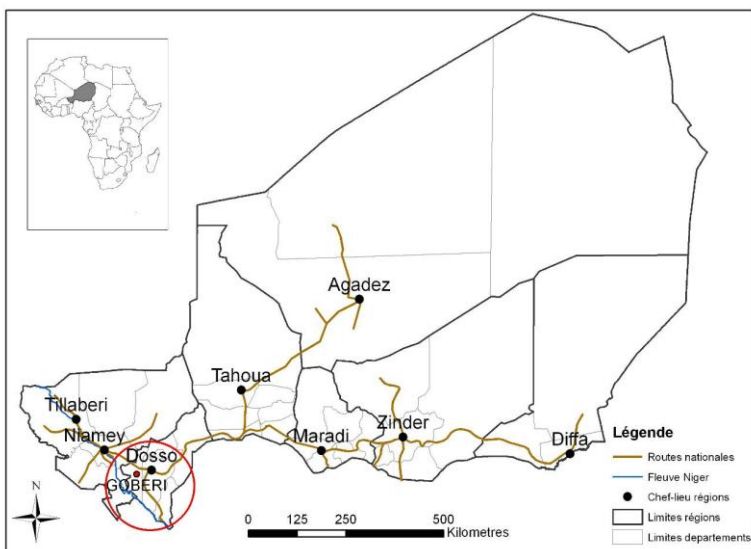 Agadez
Tahoua
Tillaberi
Niamey
Dosso
GOBERI
Maradi
Zinder
Diffa
Légende
Routes nationales
Fleuve Niger
Chef-lieu régions
Limites régions
Limites departements
N
0 125 250 500
Kilometres